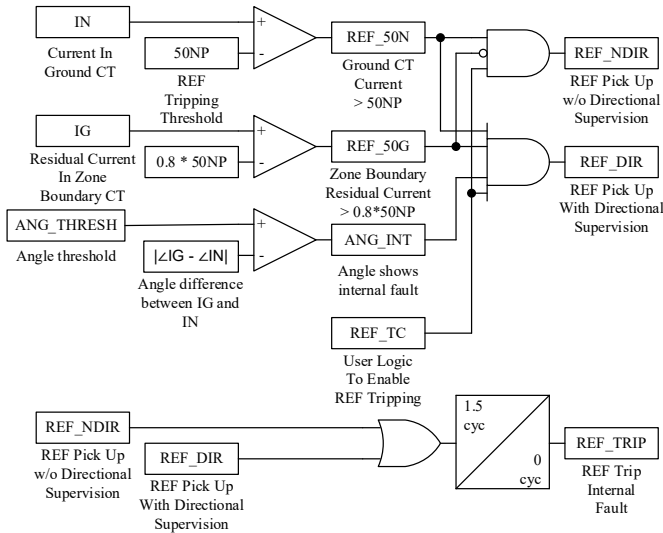 IN
Current In
Ground CT
+
-
50NP
REF
Tripping
Threshold
REF_50N
Ground CT
Current
> 50NP
REF_NDIR
REF Pick Up
w/o Directional
Supervision
IG
Residual Current
In Zone
Boundary CT
+
-
0.8 * 50NP
REF_50G
Zone Boundary
Residual Current
> 0.8*50NP
REF_DIR
REF Pick Up
With Directional
Supervision
ANG_THRESH
Angle threshold
+
-
|∠IG - ∠IN|
Angle difference
between IG and
IN
ANG_INT
Angle shows
internal fault
REF_TC
User Logic
To Enable
REF Tripping
REF_NDIR
REF Pick Up
w/o Directional
Supervision
REF_DIR
REF Pick Up
With Directional
Supervision
1.5
cyc
0
cyc
REF_TRIP
REF Trip
Internal
Fault